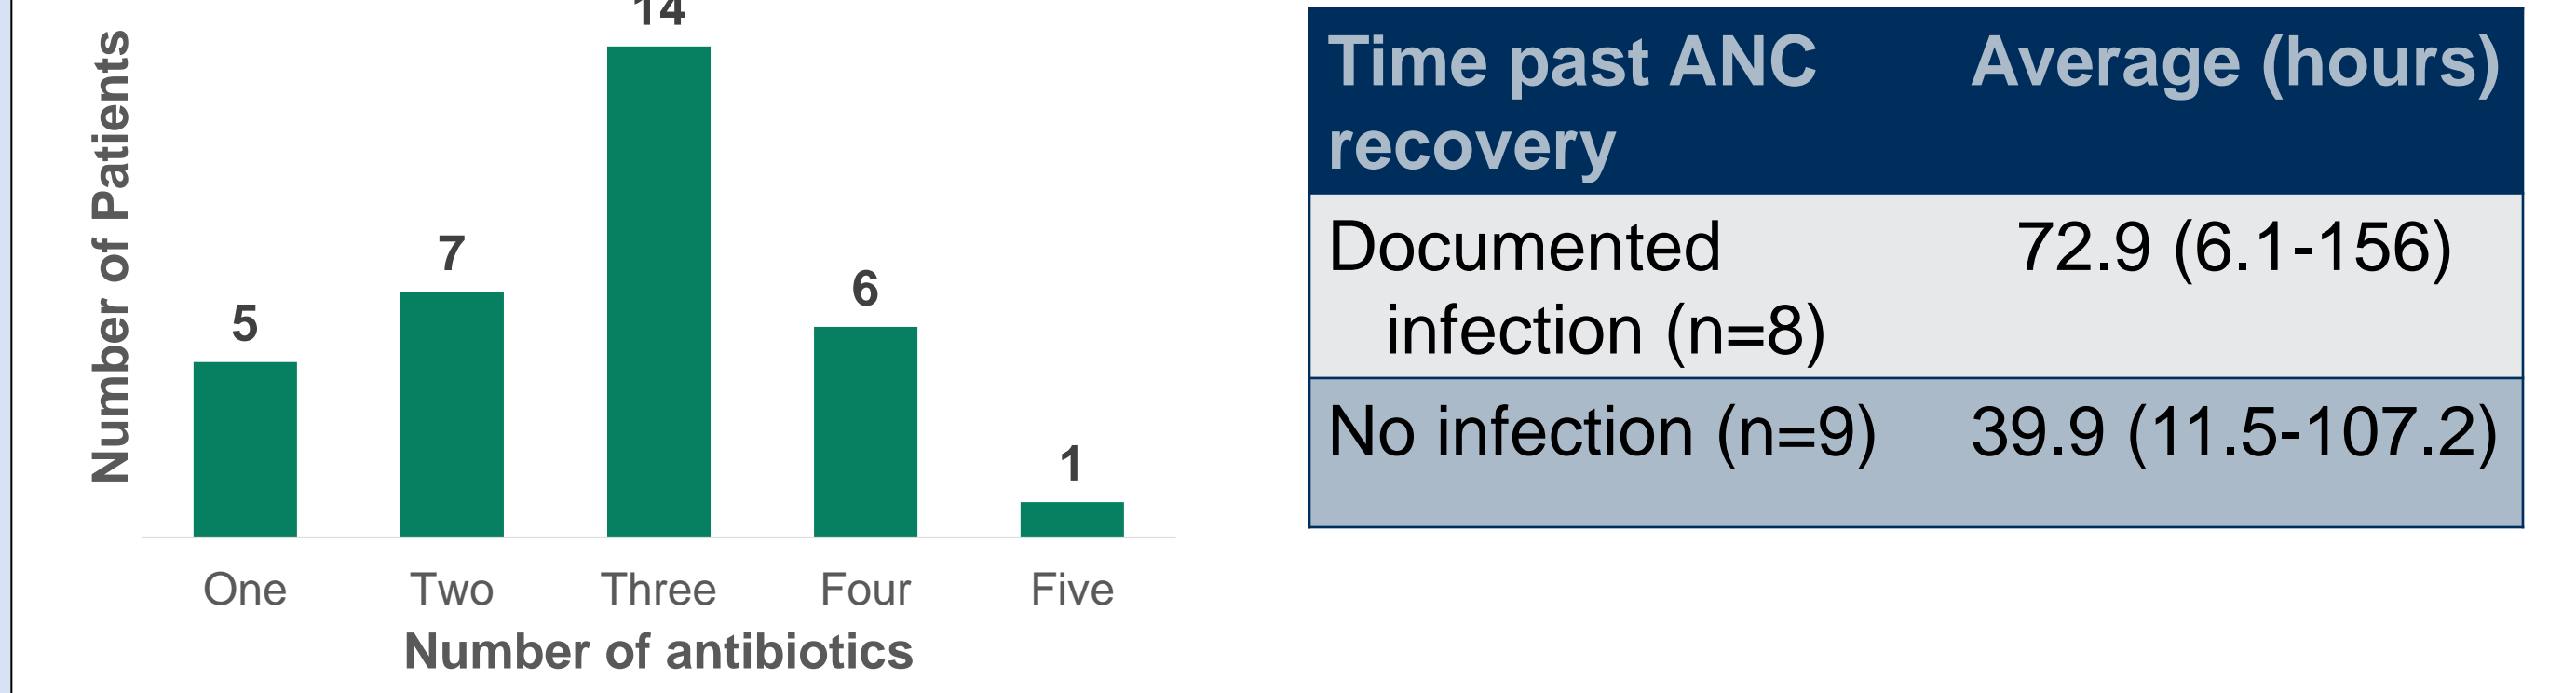 Number of Patients
14
7
6
5
1
One Two Three Four Five
Number of antibiotics
Time past ANC Average (hours)
recovery
Documented 72.9 (6.1-156)
infection (n=8)
No infection (n=9) 39.9 (11.5-107.2)